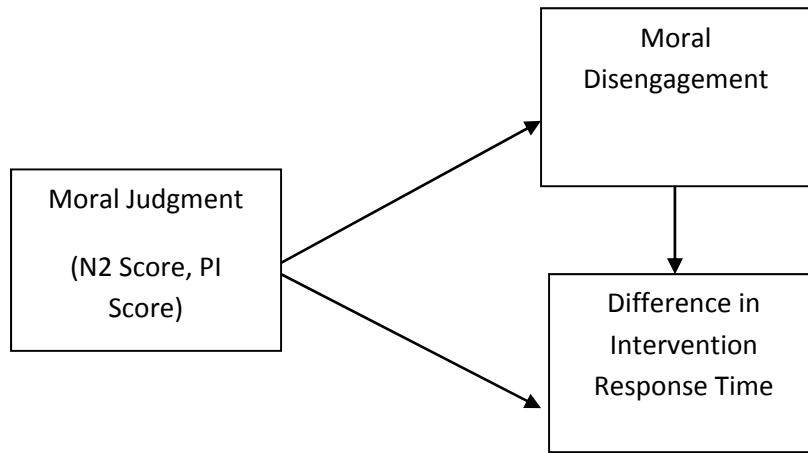 Moral
Disengagement
Moral Judgment
(N2 Score, PI
Score)
Difference in
Intervention
Response Time